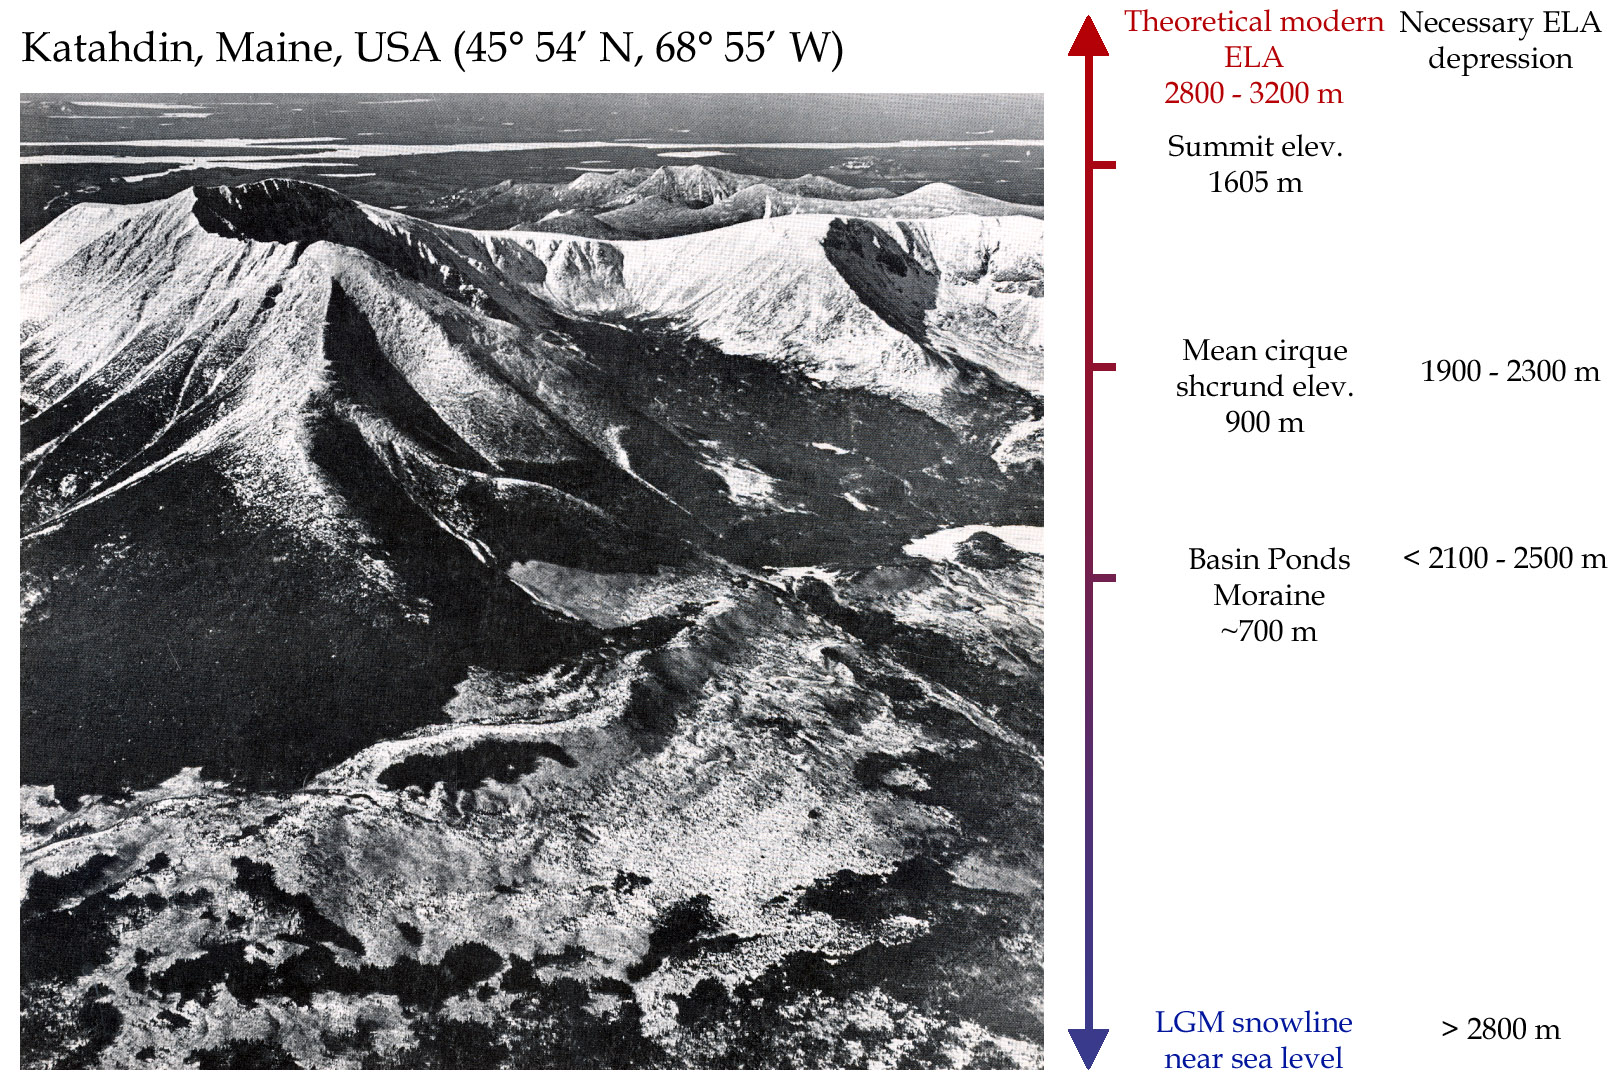 Katahdin, Maine, USA (45° 54’ N, 68° 55’ W)
Theoretical modern
ELA
2800 - 3200 m
Necessary ELA
depression
Summit elev.
1605 m
Mean cirque
shcrund elev.
900 m
1900 - 2300 m
Basin Ponds
Moraine
~700 m
< 2100 - 2500 m
LGM snowline
near sea level
> 2800 m